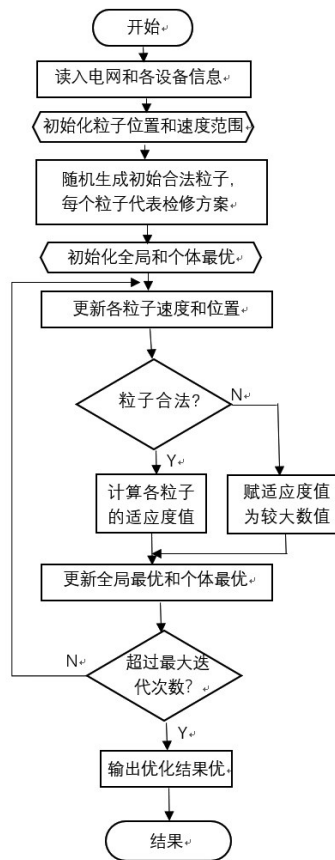 开始
读入电网和各设备信息
初始化粒子位置和速度范围
随机生成初始合法粒子，
每个粒子代表检修方案
初始化全局和个体最优
更新各粒子速度和位置
粒子合法？
N
Y
计算各粒子
的适应度值
赋适应度值
为较大数值
更新全局最优和个体最优
超过最大迭
代次数？
N
Y
输出优化结果优
结果